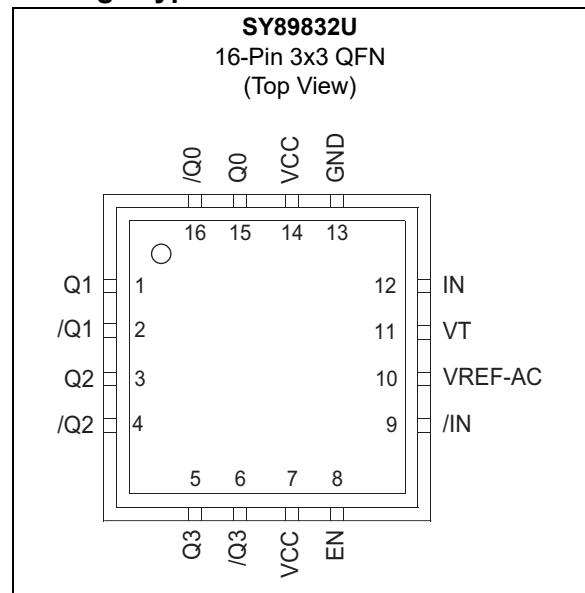 SY89832U
16-Pin 3x3 QFN
(Top View)
/Q0 Q0 VCC GND
16 15 14 13
Q1 1 12 IN
/Q1 2 11 VT
Q2 3 10 VREF-AC
/Q2 4 9 /IN
5 6 7 8
Q3 /Q3 VCC EN